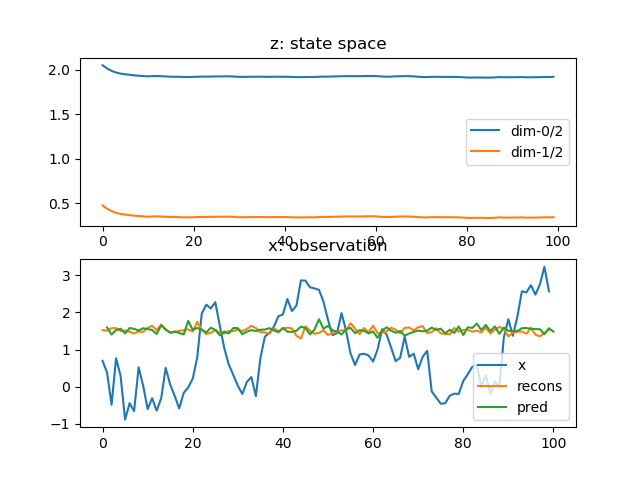 z: state space
2.0
1.5
1.0
0.5
dim-0/2
dim-1/2
0 20 40 60 80 100
x: observation
3
2
1
0
−1
x
recons
pred
0 20 40 60 80 100